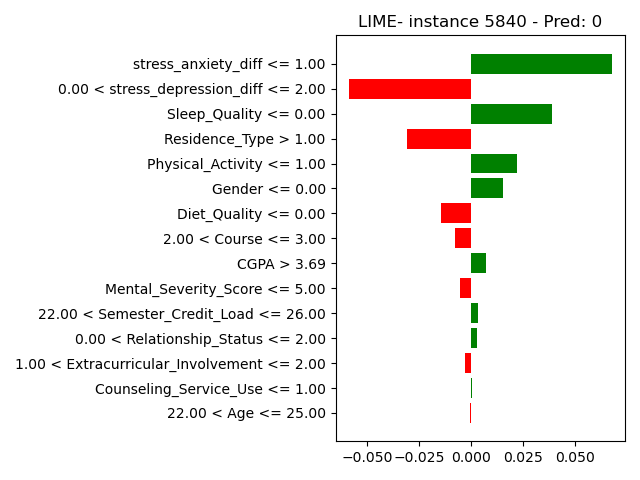 LIME- instance 5840 - Pred: 0
stress_anxiety_diff <= 1.00
0.00 < stress_depression_diff <= 2.00
Sleep_Quality <= 0.00
Residence_Type > 1.00
Physical_Activity <= 1.00
Gender <= 0.00
Diet_Quality <= 0.00
2.00 < Course <= 3.00
CGPA > 3.69
Mental_Severity_Score <= 5.00
22.00 < Semester_Credit_Load <= 26.00
0.00 < Relationship_Status <= 2.00
1.00 < Extracurricular_Involvement <= 2.00
Counseling_Service_Use <= 1.00
22.00 < Age <= 25.00
−0.050 −0.025 0.000 0.025 0.050